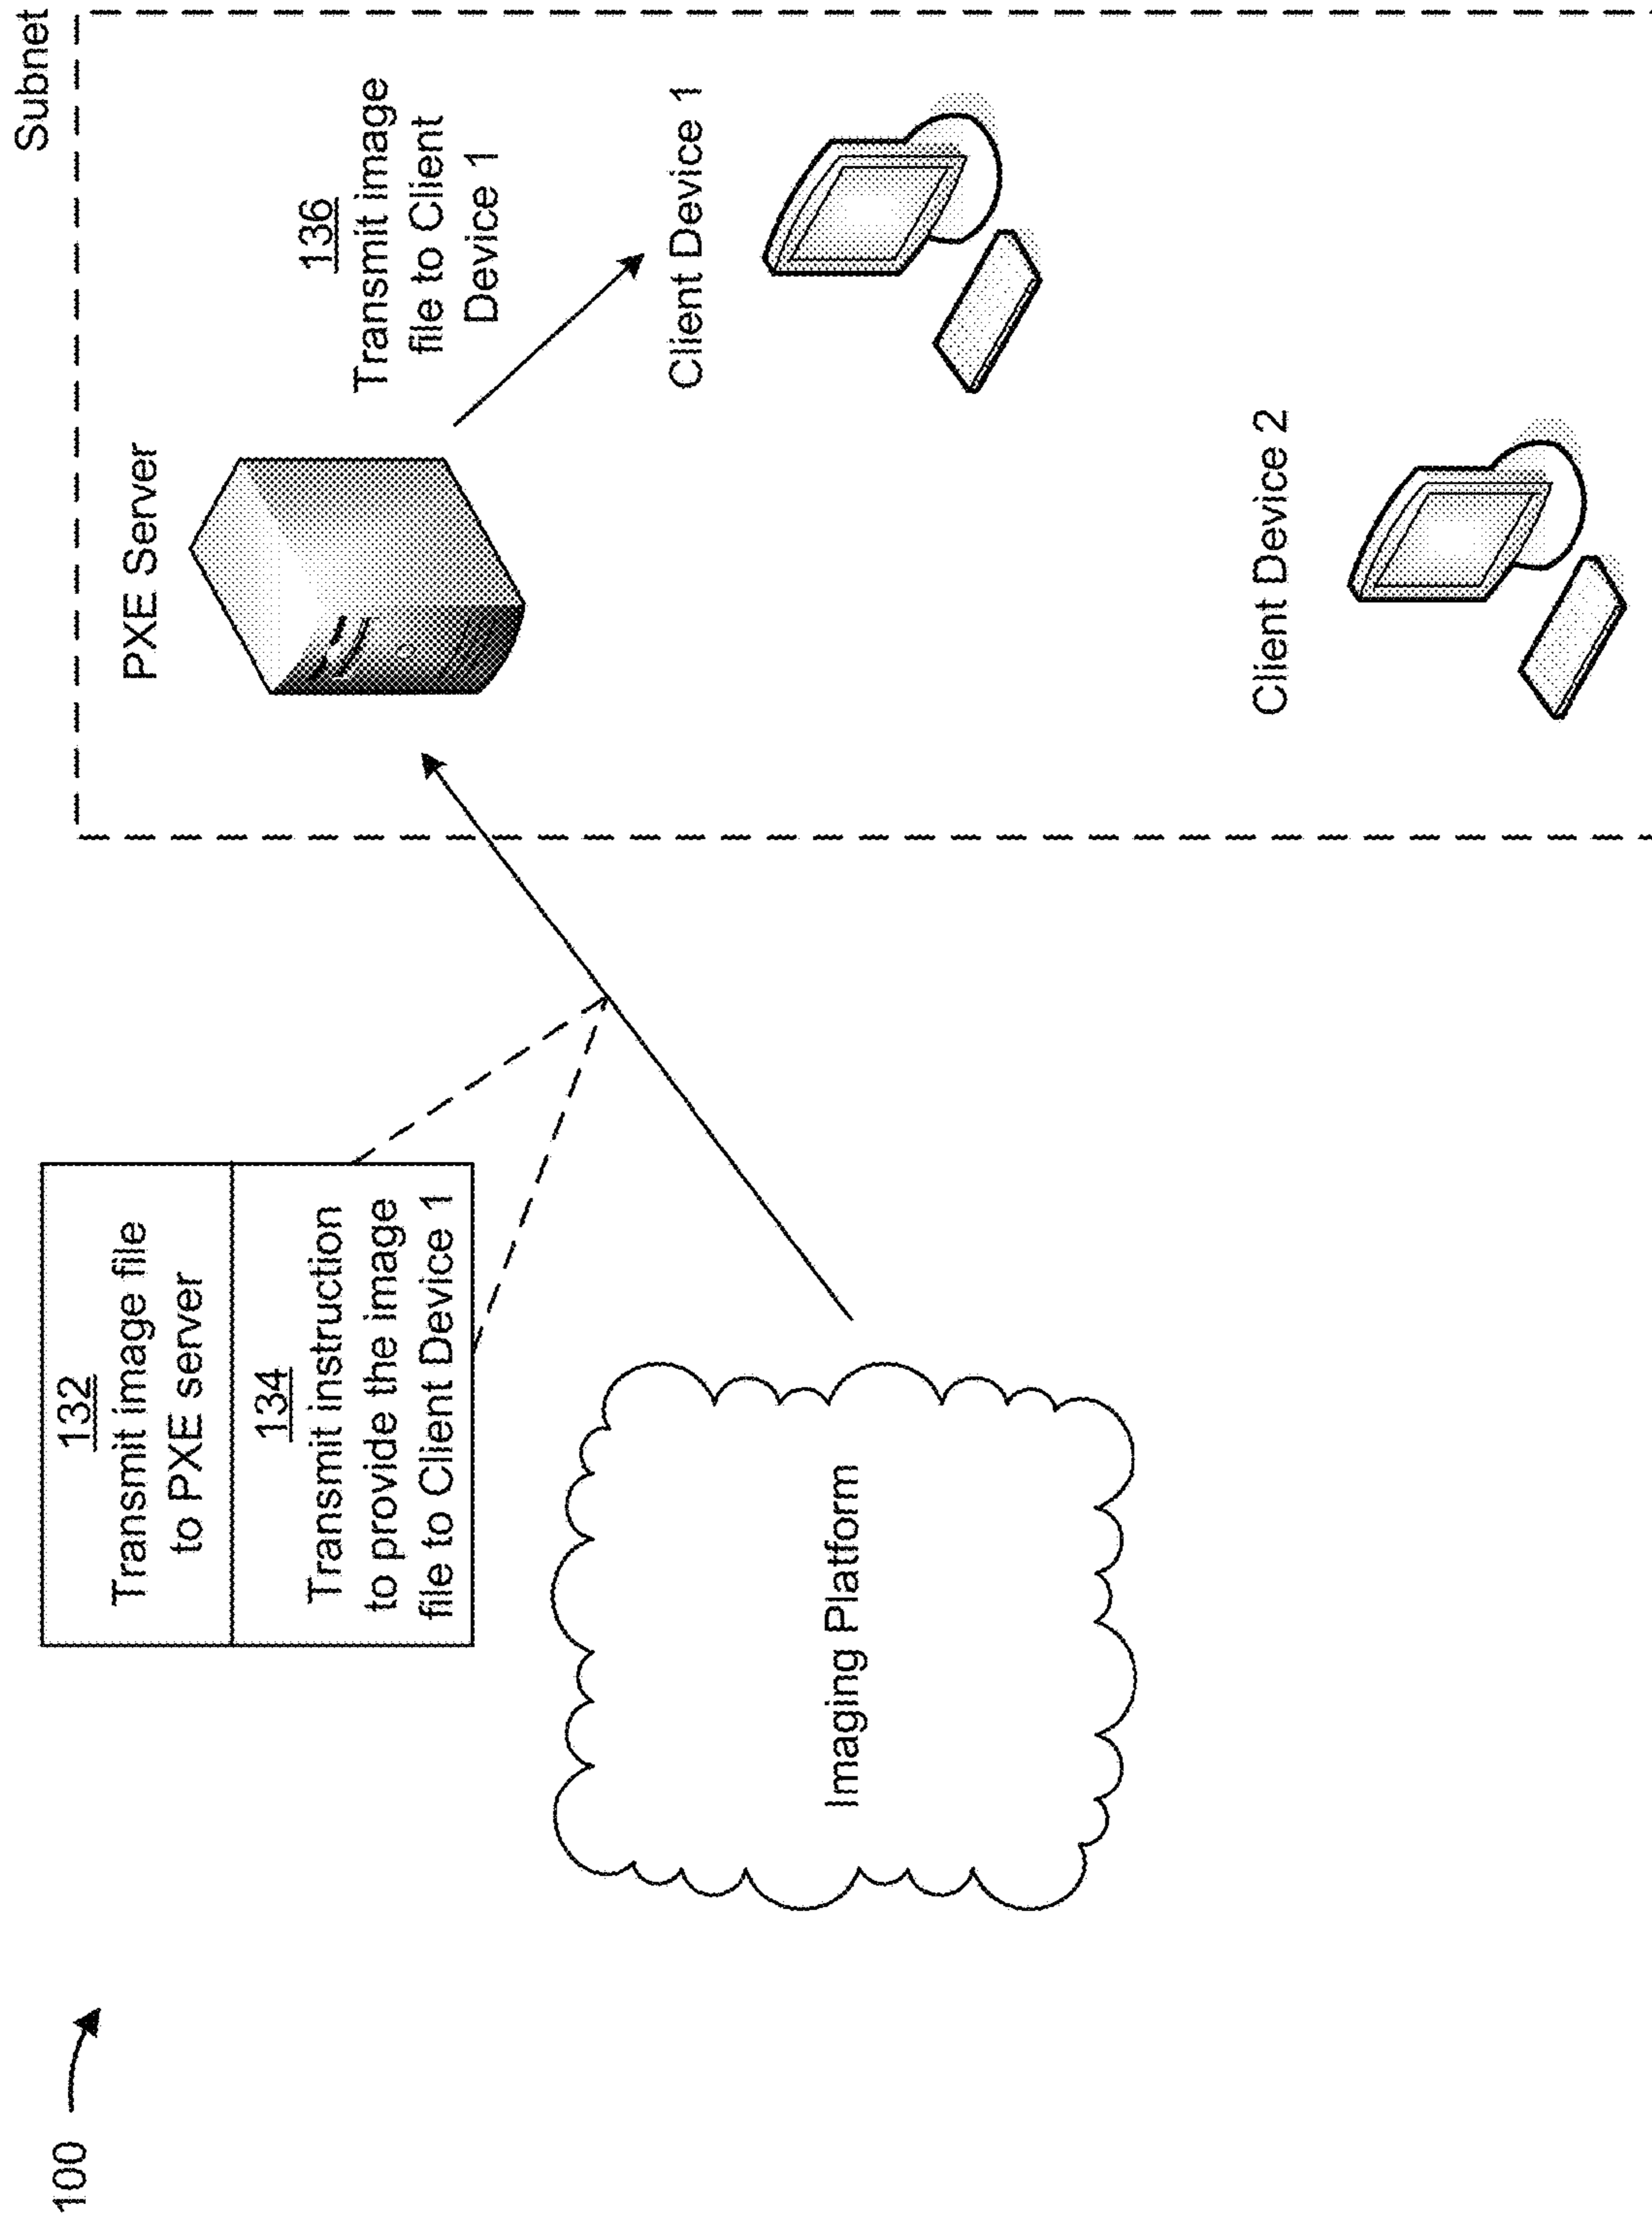 100
132
Transmit image file
to PXE server
134
Transmit instruction
to provide the image
file to Client Device 1
Imaging Platform
Subnet
PXE Server
136
Transmit image
file to Client
Device 1
Client Device 1
Client Device 2